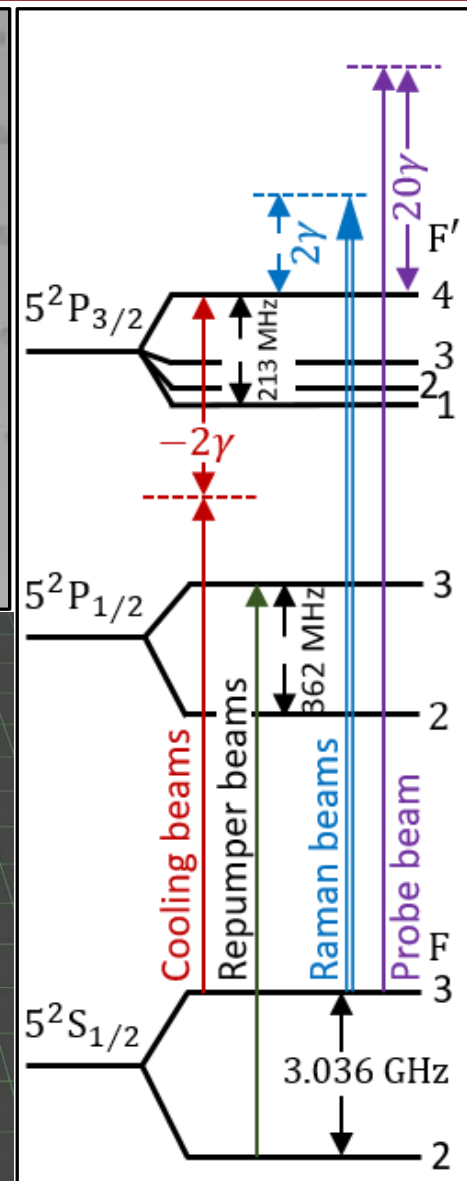 20γ
2γ
F′
5²P₃/₂
4
213 MHz
3
2
1
−2γ
5²P₁/₂
3
362 MHz
2
Cooling beams
Repumper beams
Raman beams
Probe beam
F
5²S₁/₂
3
3.036 GHz
2